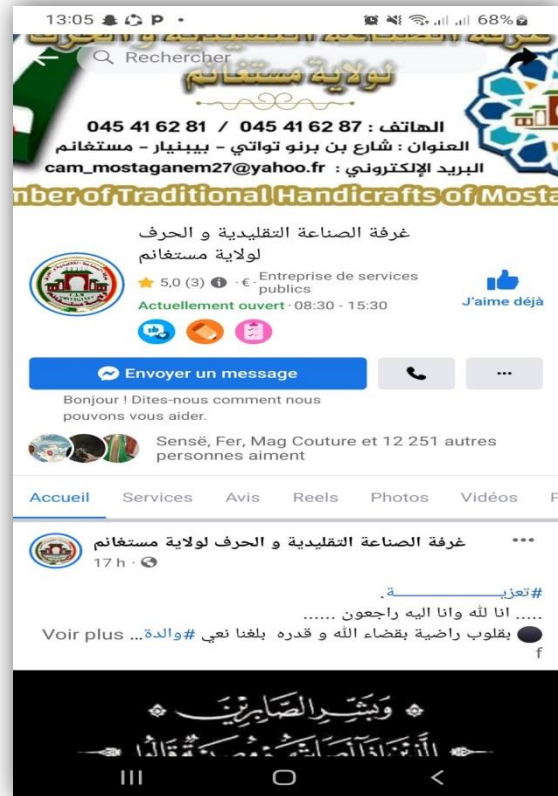 13:05
68%
غرفة الصناعة التقليدية و الحرف
Rechercher
لولاية مستغانم
الهاتف : 87 62 41 045 / 81 62 41 045
العنوان : شارع بن برنو تواتي - بيبنيار - مستغانم
البريد الإلكتروني : cam_mostaganem27@yahoo.fr
mber of Traditional Handicrafts of Mosta
غرفة الصناعة التقليدية و الحرف
لولاية مستغانم
5,0 (3) · € · Entreprise de services publics
Actuellement ouvert · 08:30 - 15:30
J'aime déjà
Envoyer un message
Bonjour ! Dites-nous comment nous
pouvons vous aider.
Sensë, Fer, Mag Couture et 12 251 autres
personnes aiment
Accueil Services Avis Reels Photos Vidéos
غرفة الصناعة التقليدية و الحرف لولاية مستغانم
17 h
#تعزيـــــــــــة.
..... انا لله وانا اليه راجعون ......
بقلوب راضية بقضاء الله و قدره بلغنا نعي #والدة... Voir plus
f
وَبَشِّرِ الصَّابِرِينَ